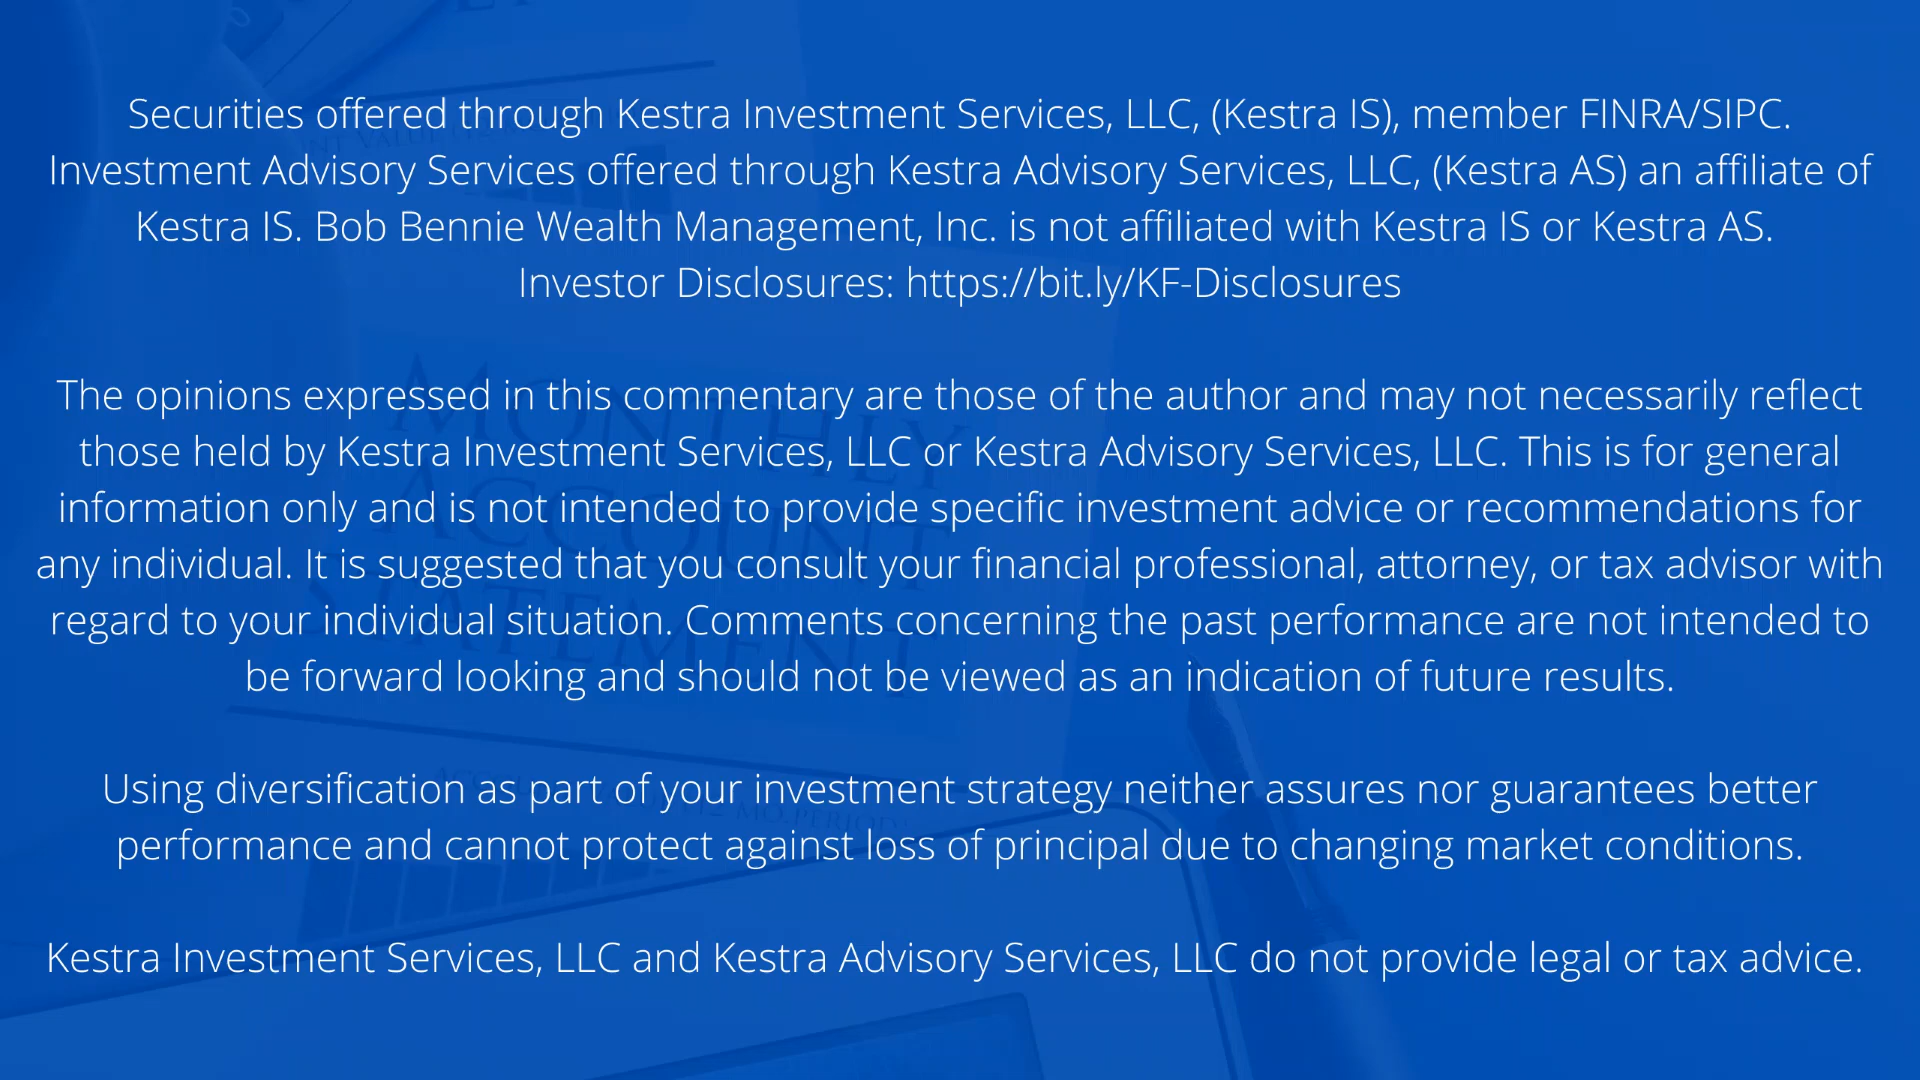 Securities offered through Kestra Investment Services, LLC, (Kestra IS), member FINRA/SIPC.
Investment Advisory Services offered through Kestra Advisory Services, LLC, (Kestra AS) an affiliate of
Kestra IS. Bob Bennie Wealth Management, Inc. is not affiliated with Kestra IS or Kestra AS.
Investor Disclosures: https://bit.ly/KF-Disclosures
The opinions expressed in this commentary are those of the author and may not necessarily reflect
those held by Kestra Investment Services, LLC or Kestra Advisory Services, LLC. This is for general
information only and is not intended to provide specific investment advice or recommendations for
any individual. It is suggested that you consult your financial professional, attorney, or tax advisor with
regard to your individual situation. Comments concerning the past performance are not intended to
be forward looking and should not be viewed as an indication of future results.
Using diversification as part of your investment strategy neither assures nor guarantees better
performance and cannot protect against loss of principal due to changing market conditions.
Kestra Investment Services, LLC and Kestra Advisory Services, LLC do not provide legal or tax advice.
MONTHLY
ACCOUNT
STATEMENT